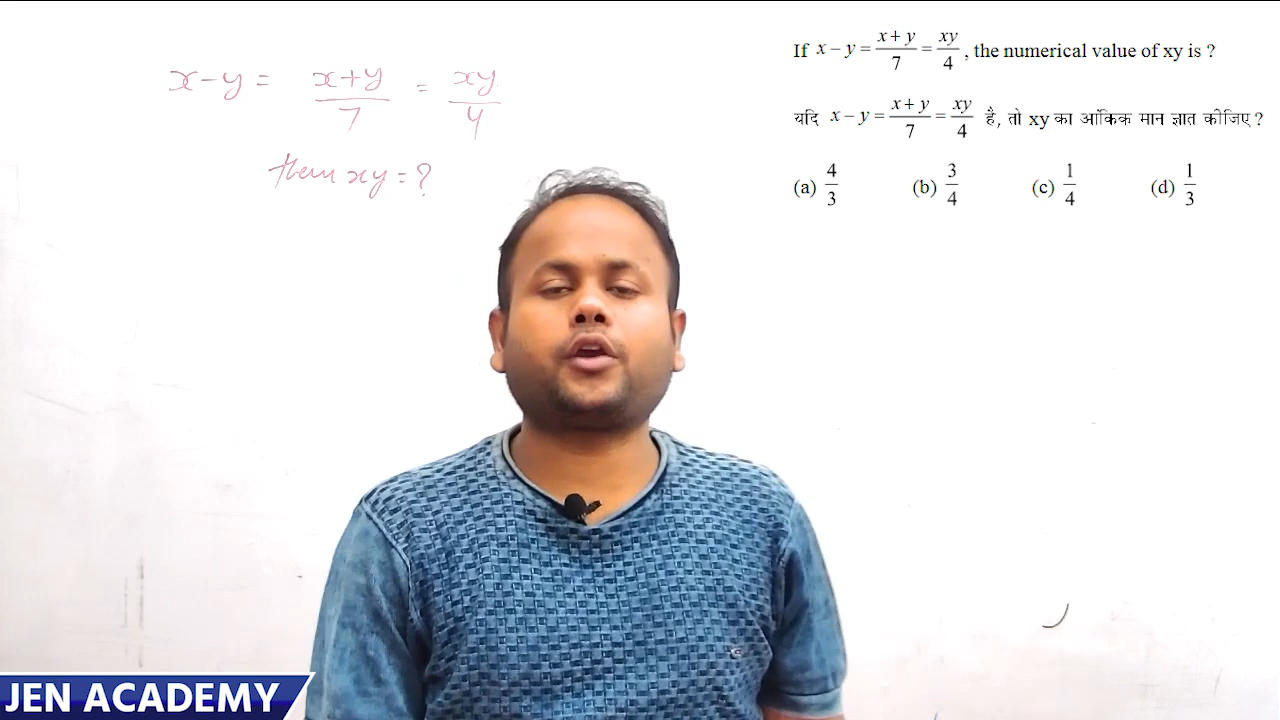 x - y = x+y/7 = xy/4
then xy = ?
If x − y = x + y/7 = xy/4, the numerical value of xy is ?
यदि x − y = x + y/7 = xy/4 है, तो xy का आंकिक मान ज्ञात कीजिए ?
(a) 4/3 (b) 3/4 (c) 1/4 (d) 1/3
JEN ACADEMY